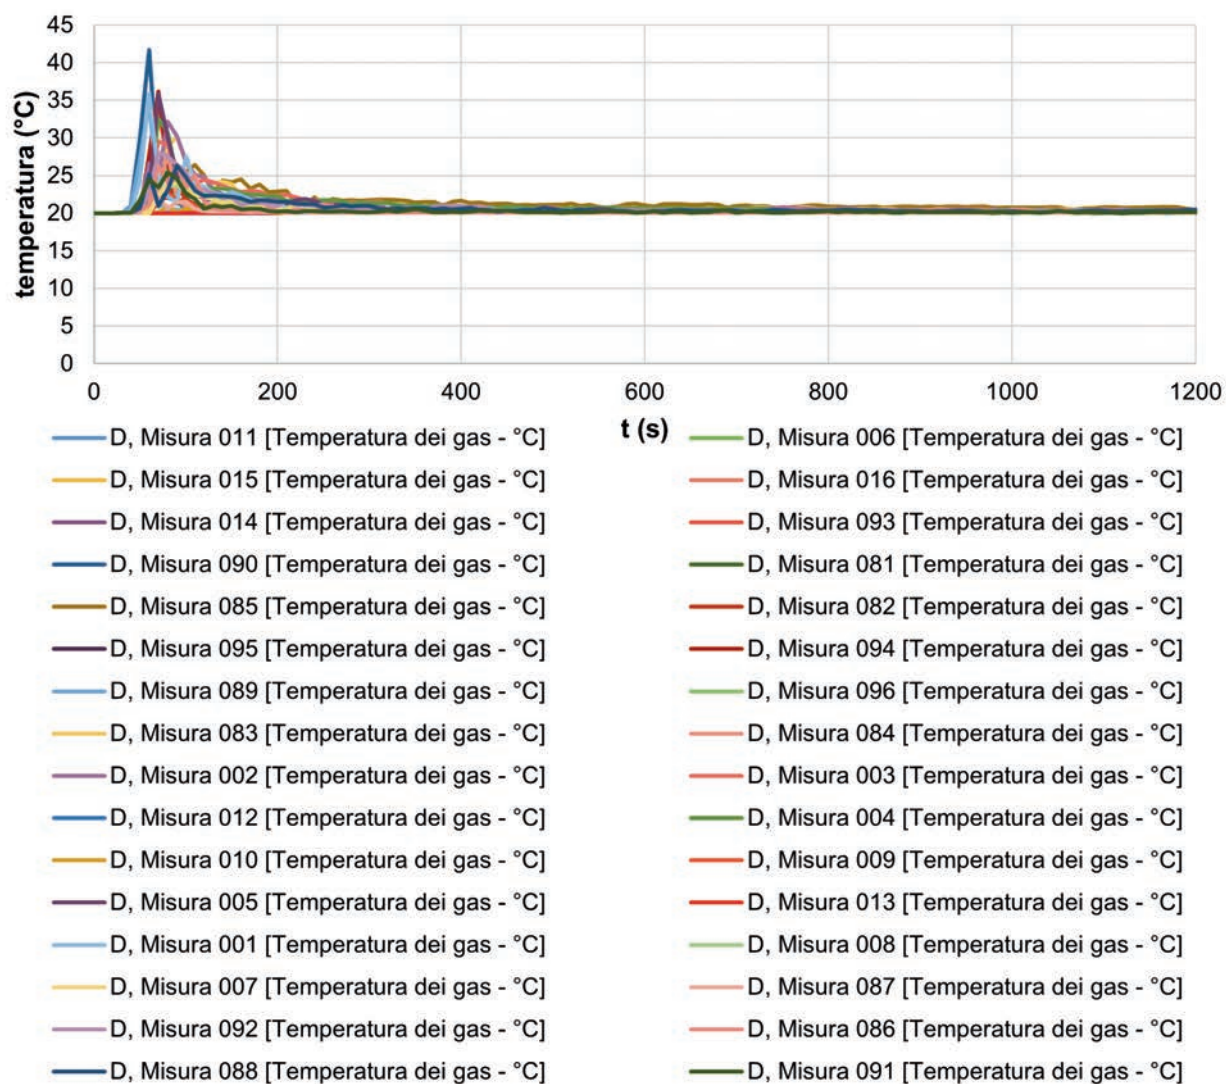 45
40
35
30
25
20
15
10
5
0
temperatura (°C)
0 200 400 600 800 1000 1200
t (s)
D, Misura 011 [Temperatura dei gas - °C] D, Misura 006 [Temperatura dei gas - °C]
D, Misura 015 [Temperatura dei gas - °C] D, Misura 016 [Temperatura dei gas - °C]
D, Misura 014 [Temperatura dei gas - °C] D, Misura 093 [Temperatura dei gas - °C]
D, Misura 090 [Temperatura dei gas - °C] D, Misura 081 [Temperatura dei gas - °C]
D, Misura 085 [Temperatura dei gas - °C] D, Misura 082 [Temperatura dei gas - °C]
D, Misura 095 [Temperatura dei gas - °C] D, Misura 094 [Temperatura dei gas - °C]
D, Misura 089 [Temperatura dei gas - °C] D, Misura 096 [Temperatura dei gas - °C]
D, Misura 083 [Temperatura dei gas - °C] D, Misura 084 [Temperatura dei gas - °C]
D, Misura 002 [Temperatura dei gas - °C] D, Misura 003 [Temperatura dei gas - °C]
D, Misura 012 [Temperatura dei gas - °C] D, Misura 004 [Temperatura dei gas - °C]
D, Misura 010 [Temperatura dei gas - °C] D, Misura 009 [Temperatura dei gas - °C]
D, Misura 005 [Temperatura dei gas - °C] D, Misura 013 [Temperatura dei gas - °C]
D, Misura 001 [Temperatura dei gas - °C] D, Misura 008 [Temperatura dei gas - °C]
D, Misura 007 [Temperatura dei gas - °C] D, Misura 087 [Temperatura dei gas - °C]
D, Misura 092 [Temperatura dei gas - °C] D, Misura 086 [Temperatura dei gas - °C]
D, Misura 088 [Temperatura dei gas - °C] D, Misura 091 [Temperatura dei gas - °C]